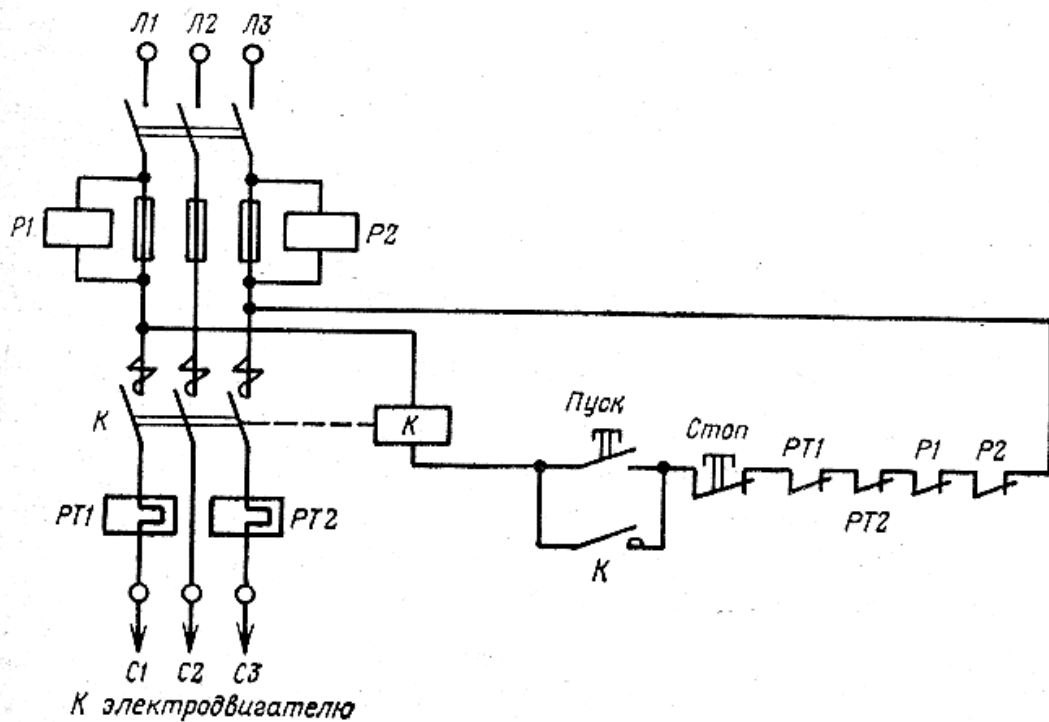 Л1 Л2 Л3
Р1
Р2
К
К
Пуск
Стоп
РТ1
Р1
Р2
РТ2
К
РТ1
РТ2
С1 С2 С3
К электродвигателю